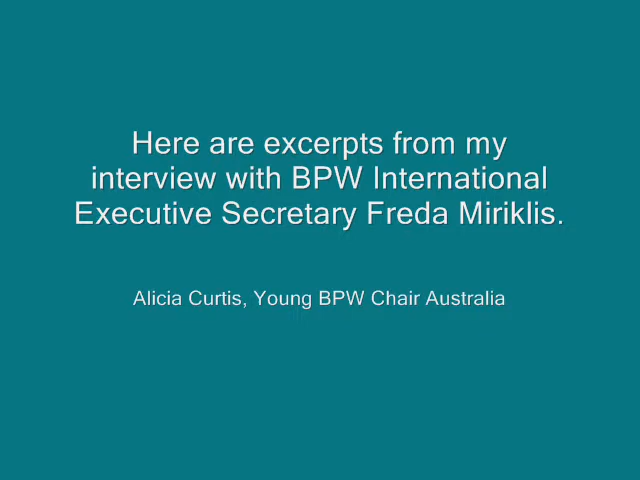 Here are excerpts from my
interview with BPW International
Executive Secretary Freda Miriklis.
Alicia Curtis, Young BPW Chair Australia